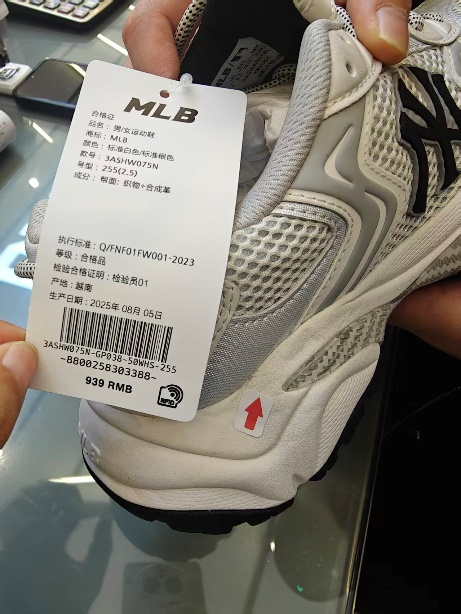 MLB
合格证
品名：男/女运动鞋
商标：MLB
颜色：标准白色/标准褪色
款号：3ASHW075N
号型：255(2.5)
成分：帮面：织物+合成革
执行标准：Q/FNF01FW001-2023
等级：合格品
检验合格证明：检验员01
产地：越南
生产日期：2025年08月05日
3ASHW075N-GP038-50WHS-255
-8800258303388-
939 RMB
RFID